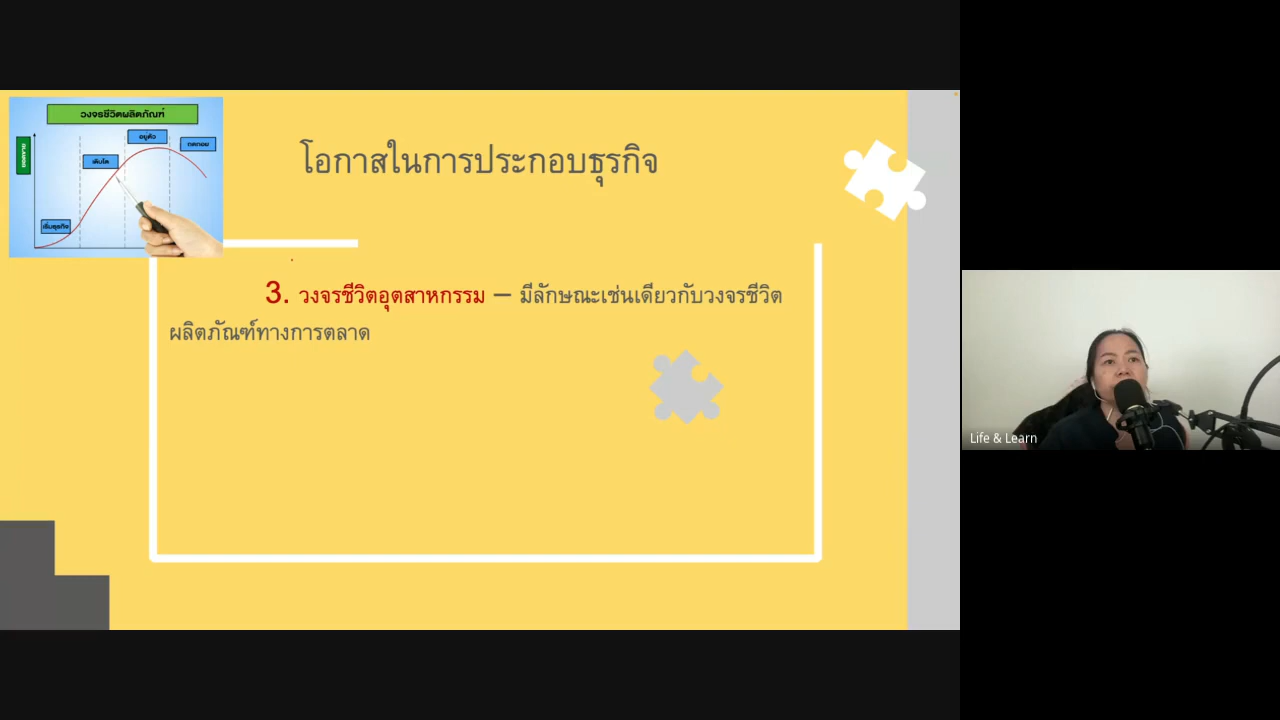 วงจรชีวิตผลิตภัณฑ์
อยู่ตัว
ถดถอย
เติบโต
เริ่มธุรกิจ
โอกาสในการประกอบธุรกิจ
3. วงจรชีวิตอุตสาหกรรม – มีลักษณะเช่นเดียวกับวงจรชีวิต
ผลิตภัณฑ์ทางการตลาด
Life & Learn